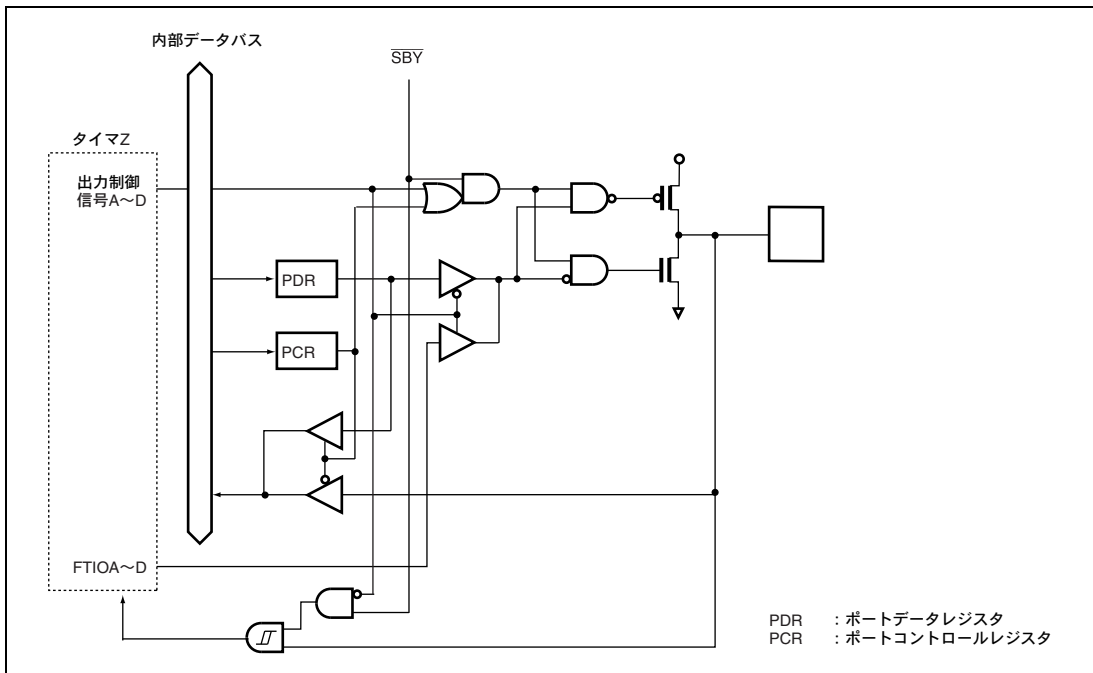 内部データバス
SBY
タイマZ
出力制御
信号A～D
PDR
PCR
FTIOA～D
PDR ：ポートデータレジスタ
PCR ：ポートコントロールレジスタ